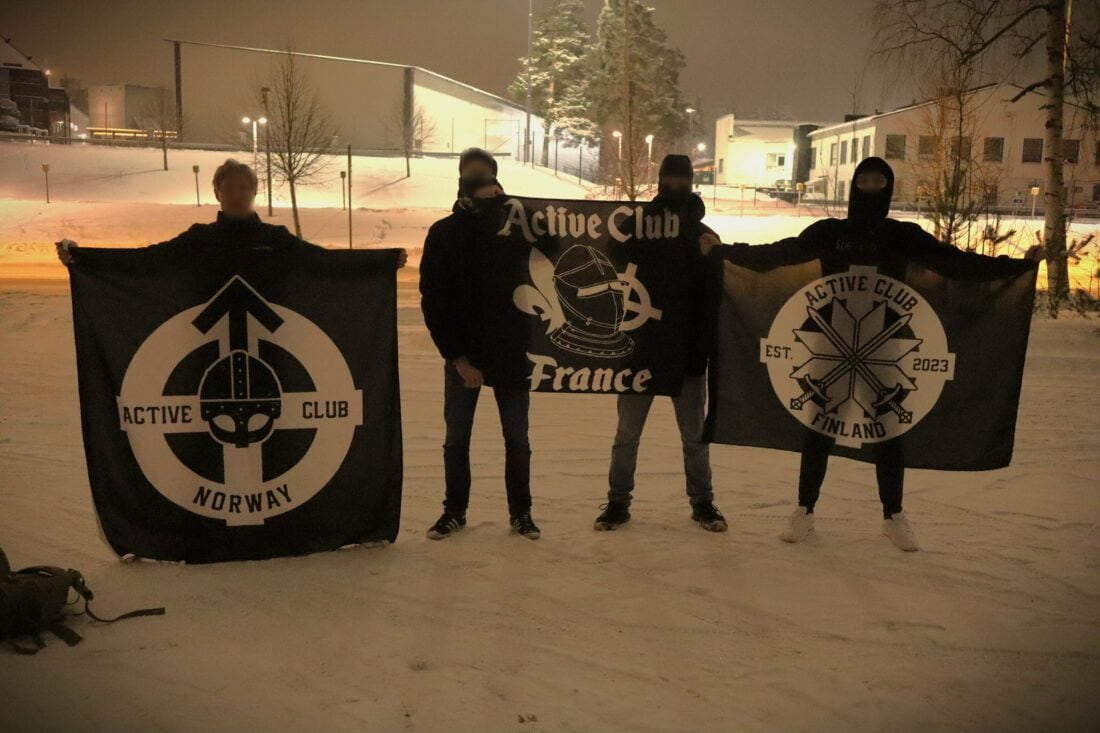 ACTIVE CLUB
NORWAY
Active Club
France
ACTIVE CLUB
EST. 2023
FINLAND